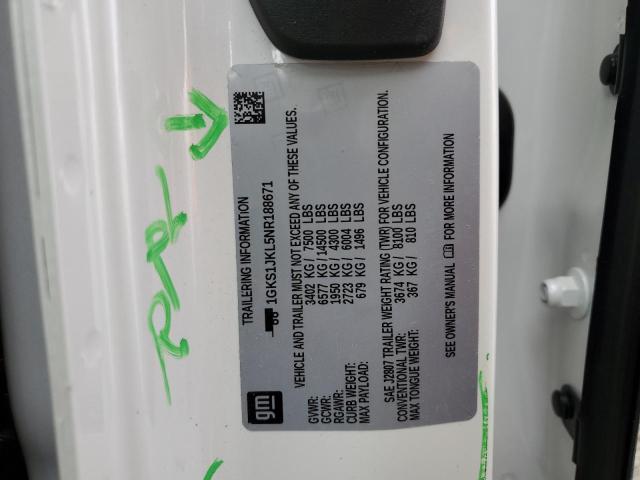 TRAILERING INFORMATION
1GKS1JKL5NR188671
VEHICLE AND TRAILER MUST NOT EXCEED ANY OF THESE VALUES.
GVWR: 3402 KG / 7500 LBS
GCWR: 6577 KG / 14500 LBS
RGAWR: 1950 KG / 4300 LBS
CURB WEIGHT: 2723 KG / 6004 LBS
MAX PAYLOAD: 679 KG / 1496 LBS
SAE J2807 TRAILER WEIGHT RATING (TWR) FOR VEHICLE CONFIGURATION.
CONVENTIONAL TWR: 3674 KG / 8100 LBS
MAX TONGUE WEIGHT: 367 KG / 810 LBS
SEE OWNER'S MANUAL FOR MORE INFORMATION
gm